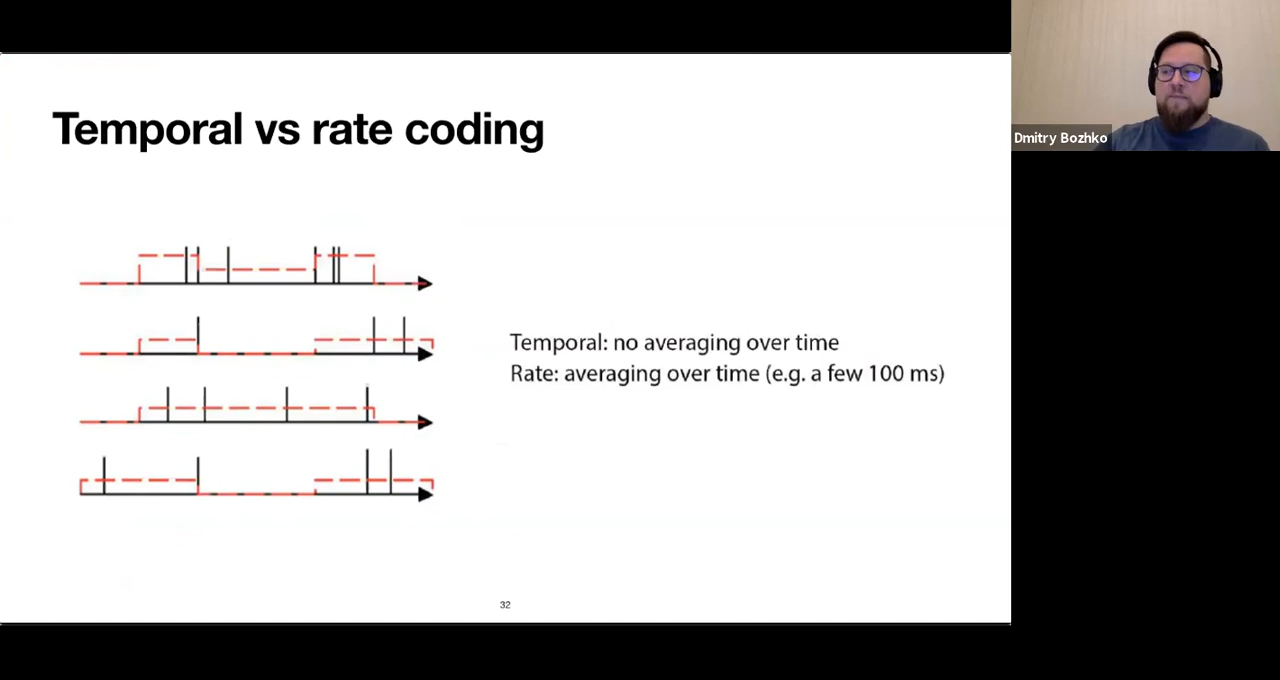 Temporal vs rate coding
Temporal: no averaging over time
Rate: averaging over time (e.g. a few 100 ms)
32
Dmitry Bozhko